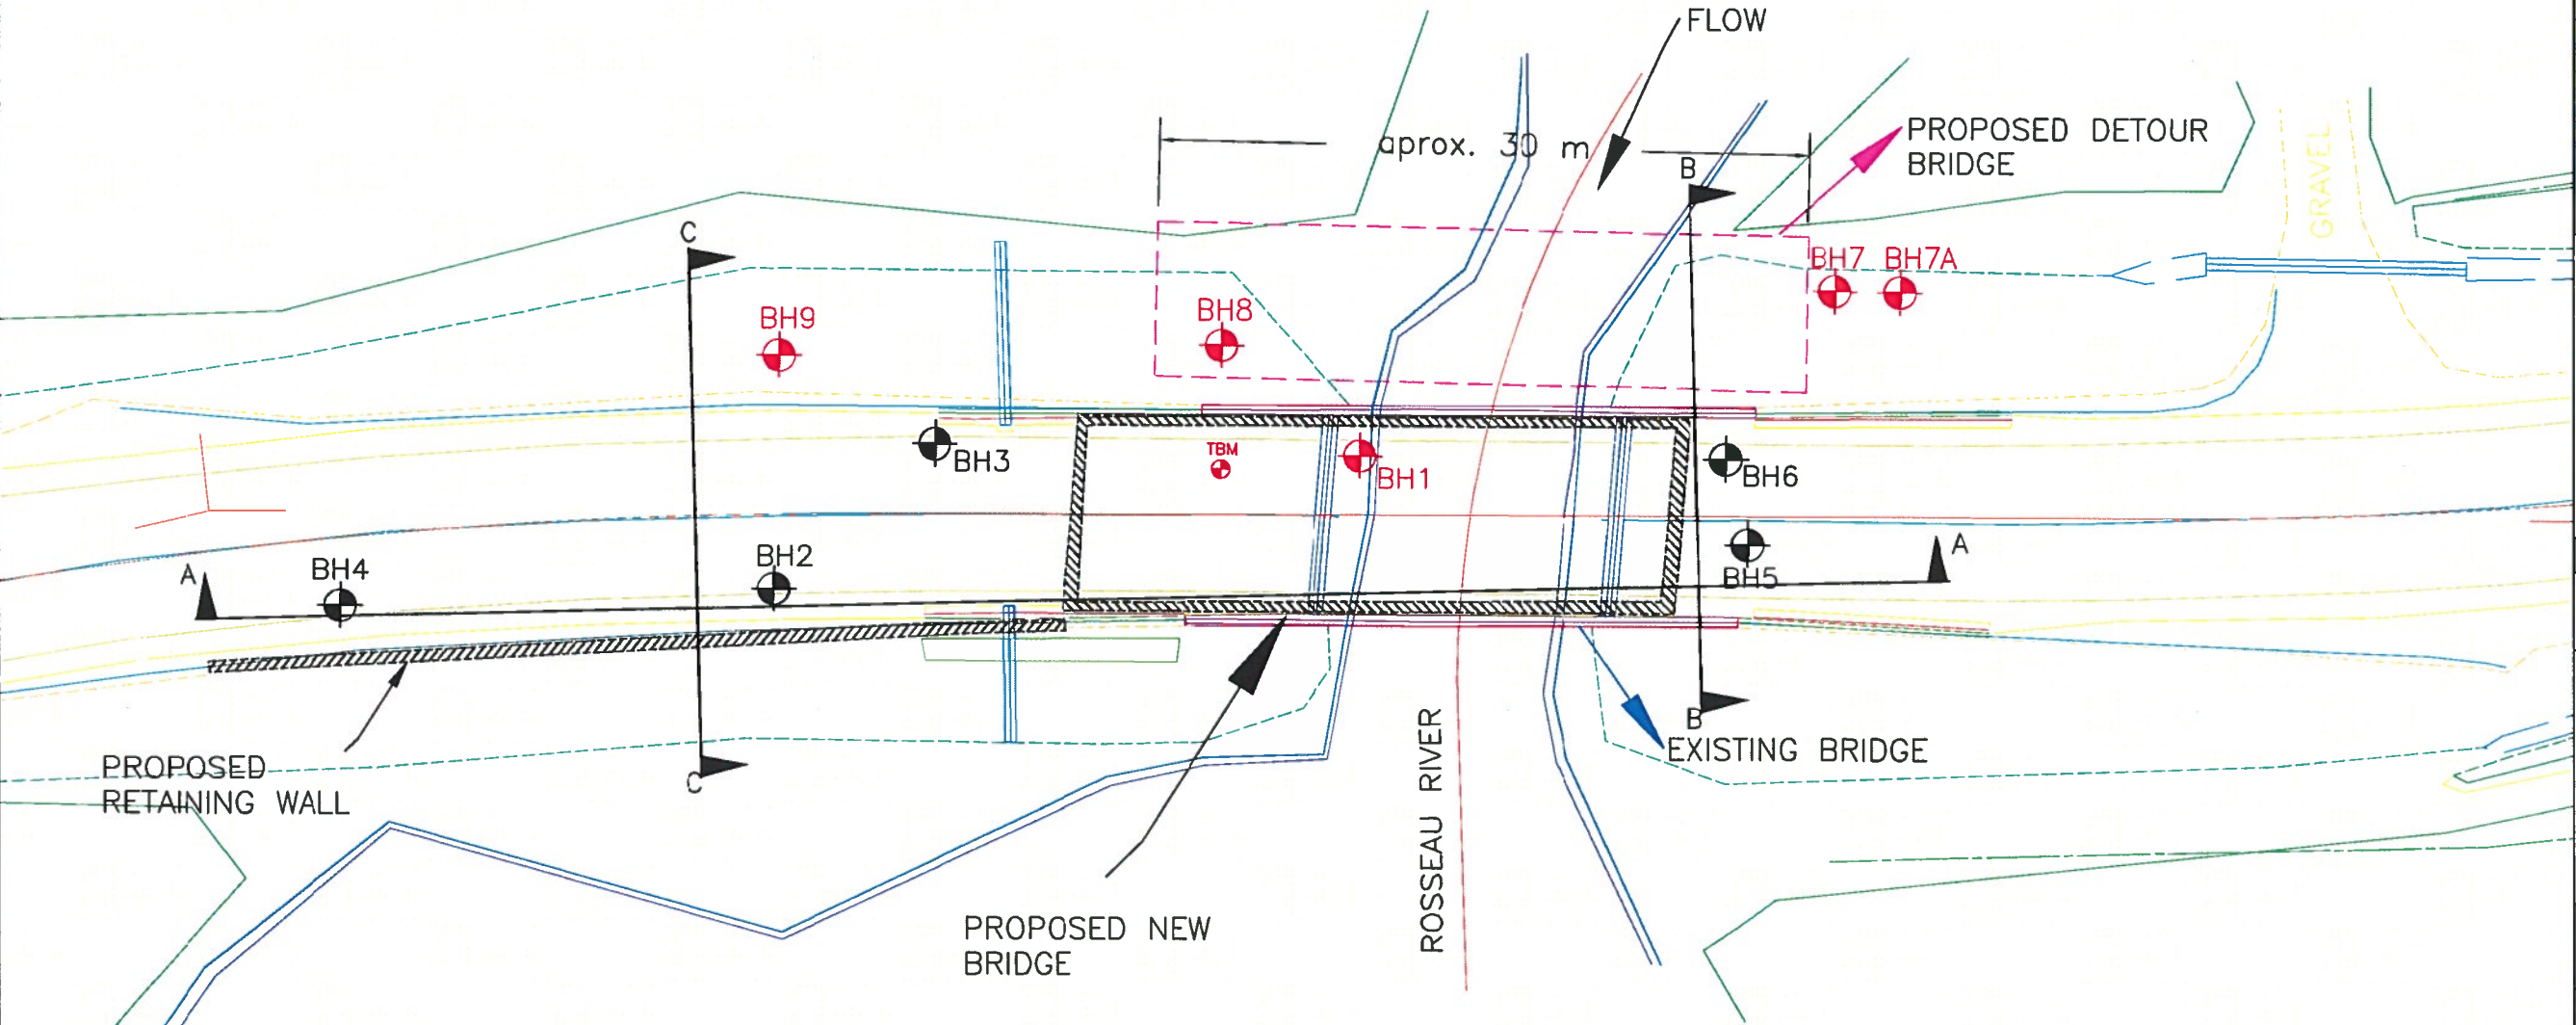 FLOW
aprox. 30 m
PROPOSED DETOUR
BRIDGE
B
GRAVEL
C
BH7
BH7A
BH9
BH8
BH3
TBM
BH1
BH6
A
BH4
BH2
BH5
A
B
C
PROPOSED
RETAINING WALL
EXISTING BRIDGE
ROSSEAU RIVER
PROPOSED NEW
BRIDGE